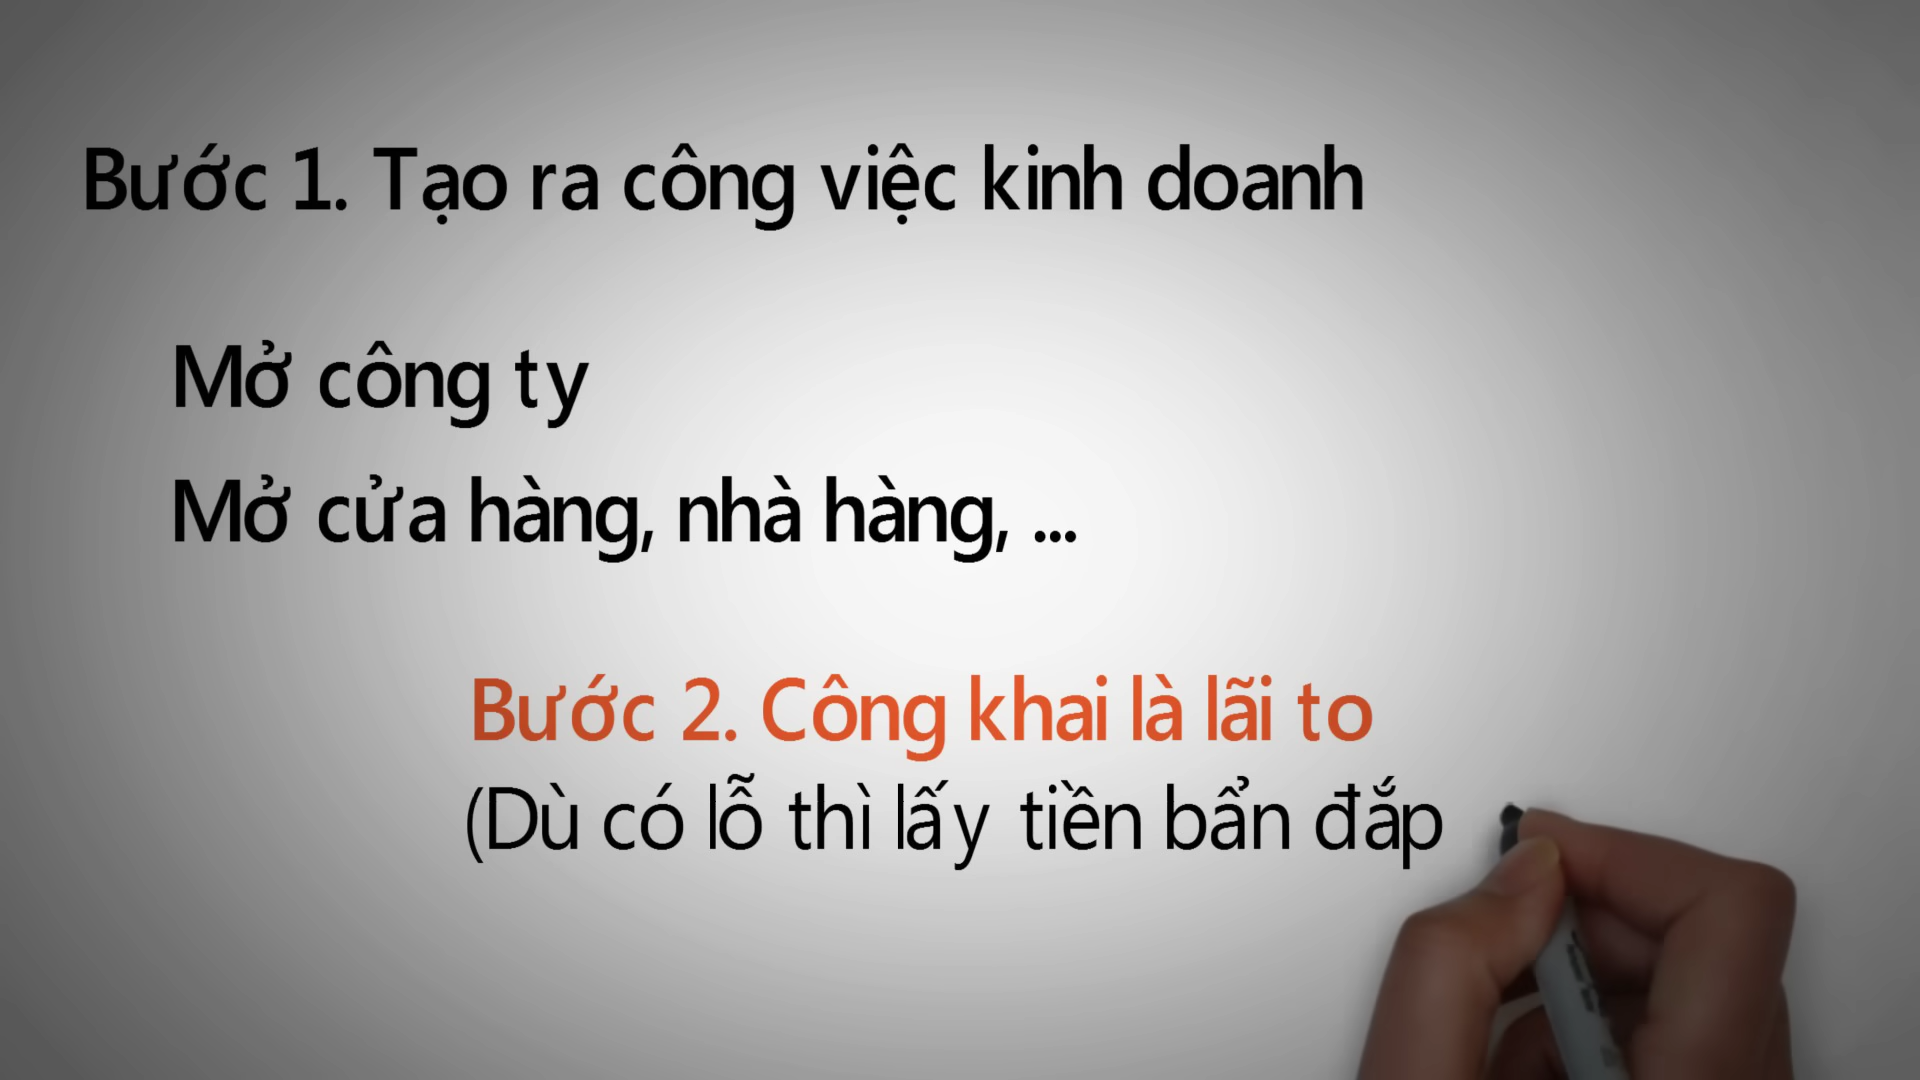 Bước 1. Tạo ra công việc kinh doanh
Mở công ty
Mở cửa hàng, nhà hàng, ...
Bước 2. Công khai là lãi to
(Dù có lỗ thì lấy tiền bẩn đắp